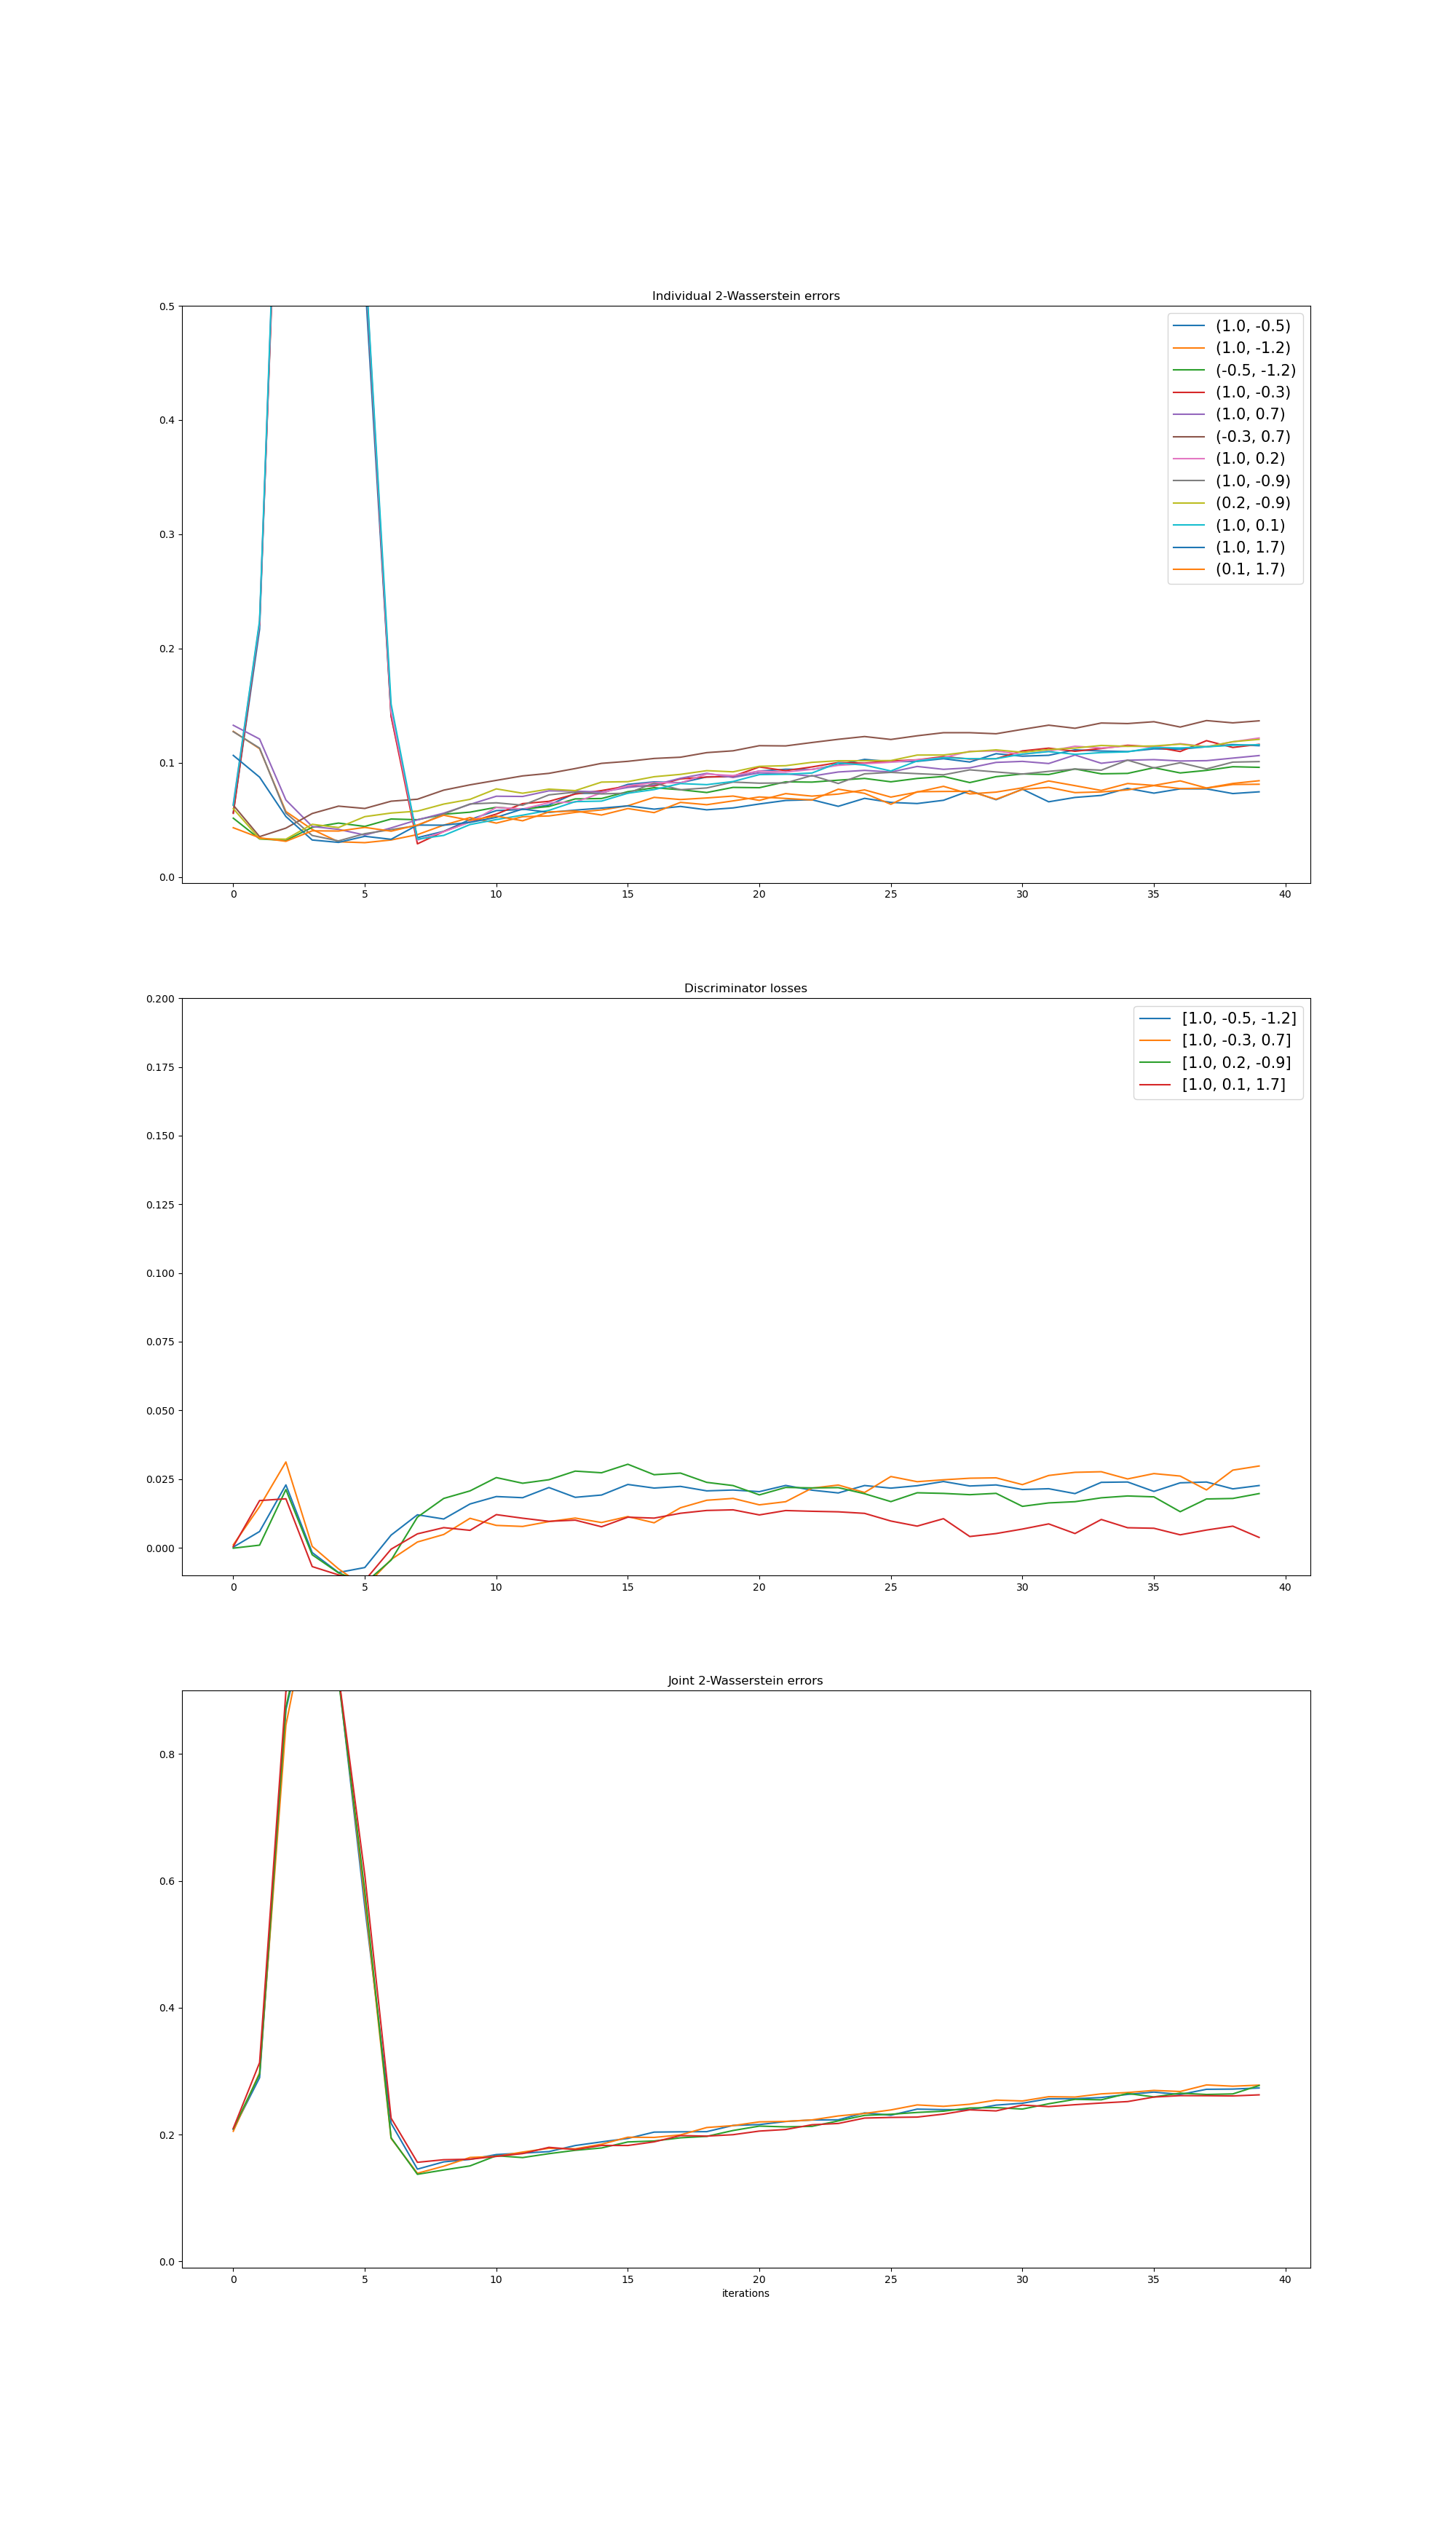 Individual 2-Wasserstein errors
0.5
0.4
0.3
0.2
0.1
0.0
(1.0, -0.5)
(1.0, -1.2)
(-0.5, -1.2)
(1.0, -0.3)
(1.0, 0.7)
(-0.3, 0.7)
(1.0, 0.2)
(1.0, -0.9)
(0.2, -0.9)
(1.0, 0.1)
(1.0, 1.7)
(0.1, 1.7)
0 5 10 15 20 25 30 35 40
Discriminator losses
0.200
0.175
0.150
0.125
0.100
0.075
0.050
0.025
0.000
[1.0, -0.5, -1.2]
[1.0, -0.3, 0.7]
[1.0, 0.2, -0.9]
[1.0, 0.1, 1.7]
0 5 10 15 20 25 30 35 40
Joint 2-Wasserstein errors
0.8
0.6
0.4
0.2
0.0
0 5 10 15 20 25 30 35 40
iterations